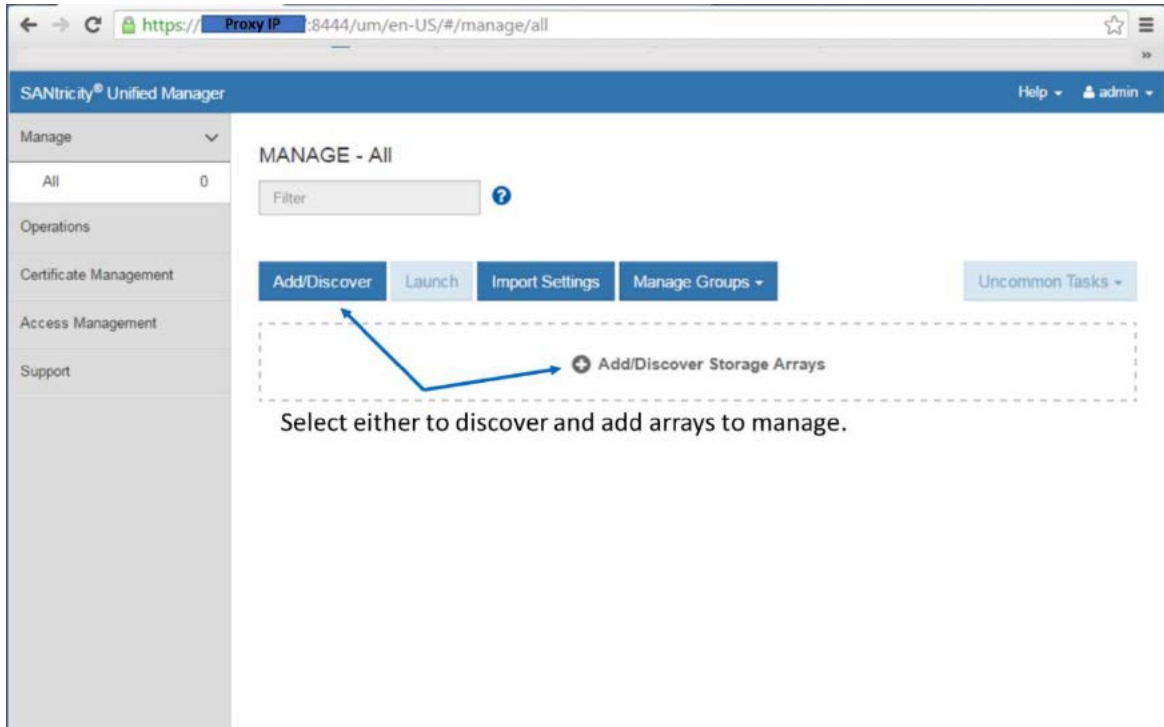 https:// Proxy IP :8444/um/en-US/#/manage/all
»
SANtricity® Unified Manager Help admin
Manage
All 0
Operations
Certificate Management
Access Management
Support
MANAGE - All
Filter ?
Add/Discover Launch Import Settings Manage Groups Uncommon Tasks
Add/Discover Storage Arrays
Select either to discover and add arrays to manage.